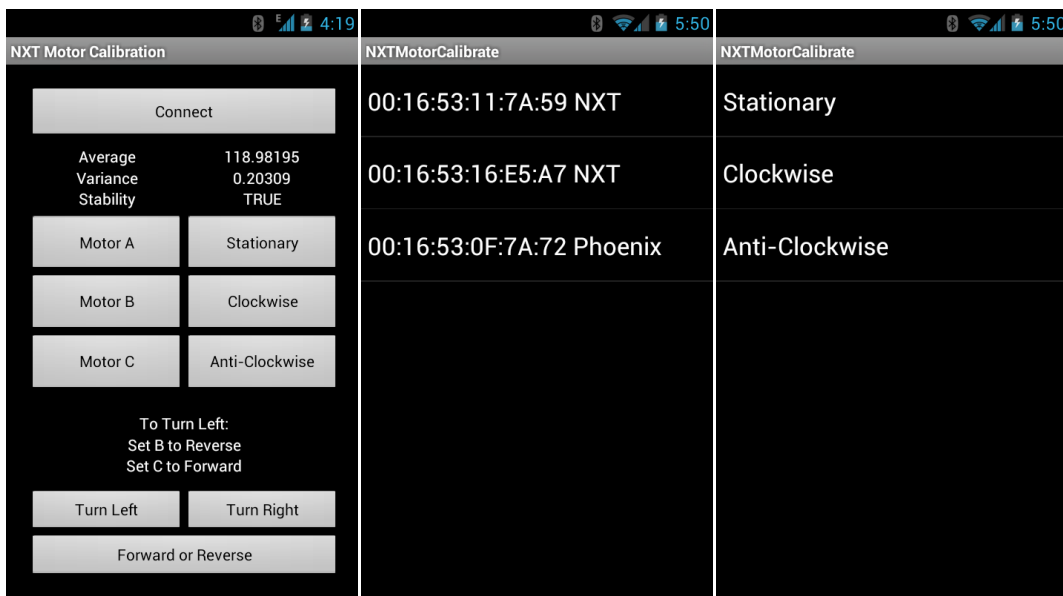 E 4:19
NXT Motor Calibration
Connect
Average 118.98195
Variance 0.20309
Stability TRUE
Motor A Stationary
Motor B Clockwise
Motor C Anti-Clockwise
To Turn Left:
Set B to Reverse
Set C to Forward
Turn Left Turn Right
Forward or Reverse
5:50
NXTMotorCalibrate
00:16:53:11:7A:59 NXT
00:16:53:16:E5:A7 NXT
00:16:53:0F:7A:72 Phoenix
5:50
NXTMotorCalibrate
Stationary
Clockwise
Anti-Clockwise